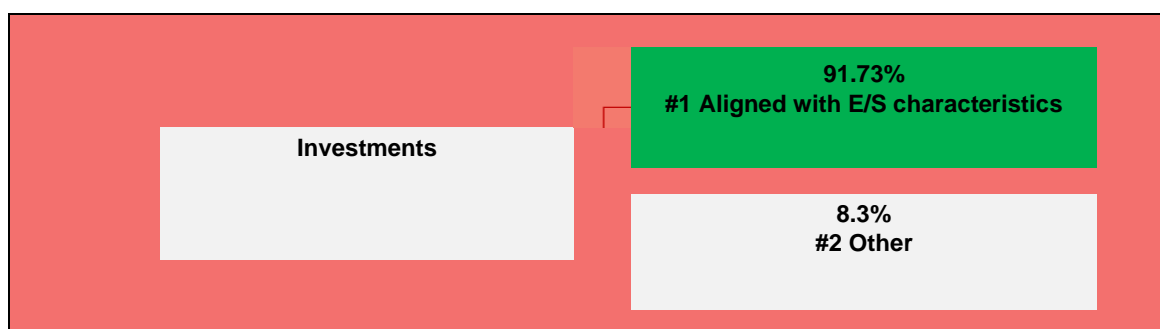 Investments
91.73%
#1 Aligned with E/S characteristics
8.3%
#2 Other